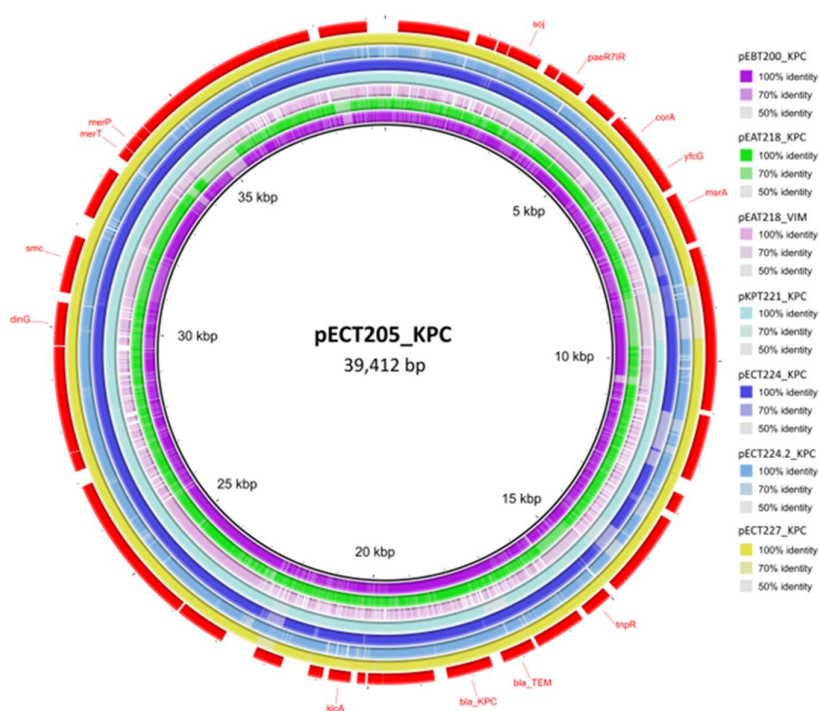 soj
paeR7IR
corA
yfcG
msrA
merP
merT
smc
dinG
35 kbp
5 kbp
30 kbp
pECT205_KPC
39,412 bp
10 kbp
25 kbp
15 kbp
20 kbp
tnpR
bla_TEM
bla_KPC
klcA
pEBT200_KPC
100% identity
70% identity
50% identity
pEAT218_KPC
100% identity
70% identity
50% identity
pEAT218_VIM
100% identity
70% identity
50% identity
pKPT221_KPC
100% identity
70% identity
50% identity
pECT224_KPC
100% identity
70% identity
50% identity
pECT224.2_KPC
100% identity
70% identity
50% identity
pECT227_KPC
100% identity
70% identity
50% identity